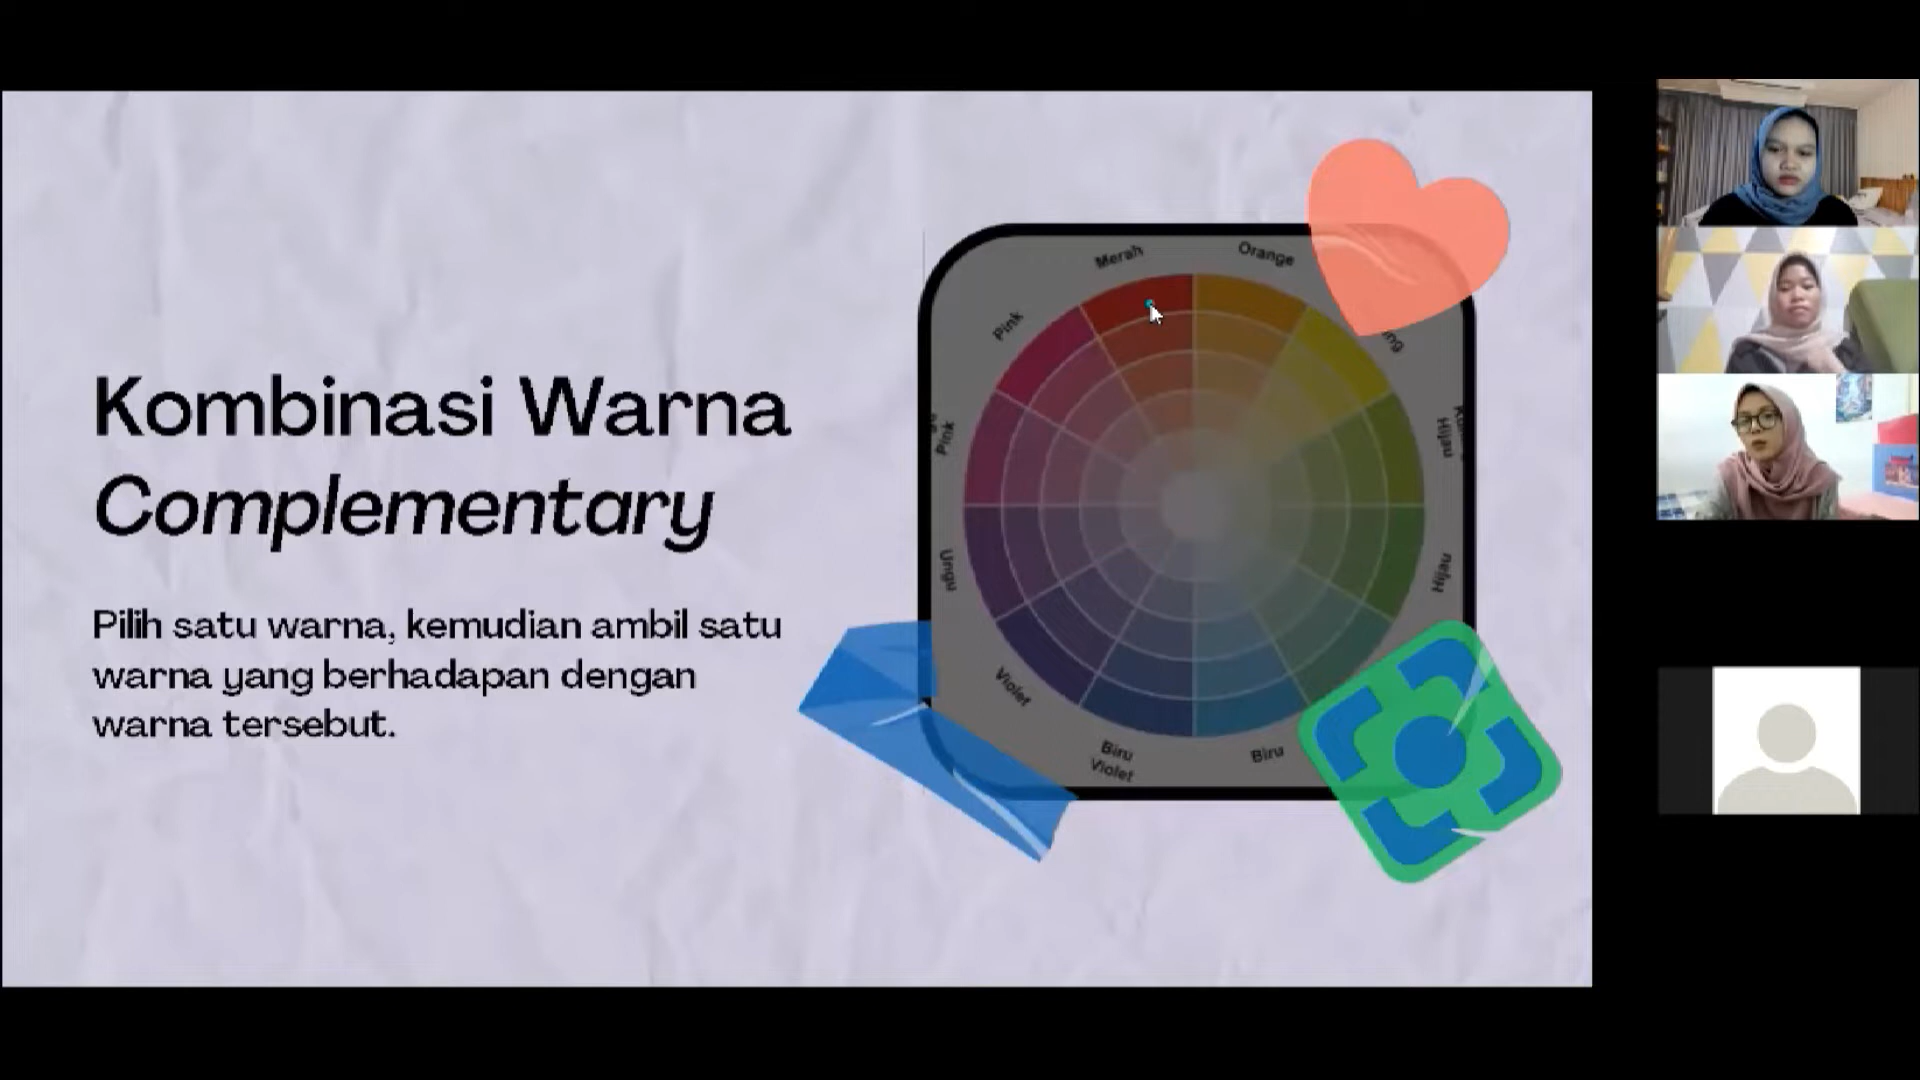 Kombinasi Warna
Complementary
Pilih satu warna, kemudian ambil satu
warna yang berhadapan dengan
warna tersebut.
Merah
Orange
Pink
Pink
Hijau
Ungu
Hijau
Violet
Biru
Violet
Biru